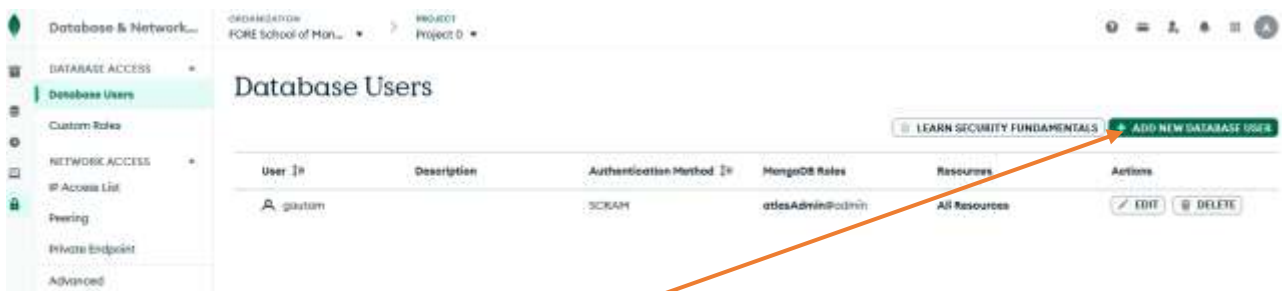 Database & Network...
ORGANIZATION
FORE School of Man...
PROJECT
Project 0
A
DATABASE ACCESS
Database Users
Custom Roles
NETWORK ACCESS
IP Access List
Peering
Private Endpoint
Advanced
Database Users
LEARN SECURITY FUNDAMENTALS
+ ADD NEW DATABASE USER
User Description Authentication Method MongoDB Roles Resources Actions
gautam SCRAM atlasAdmin@admin All Resources EDIT DELETE